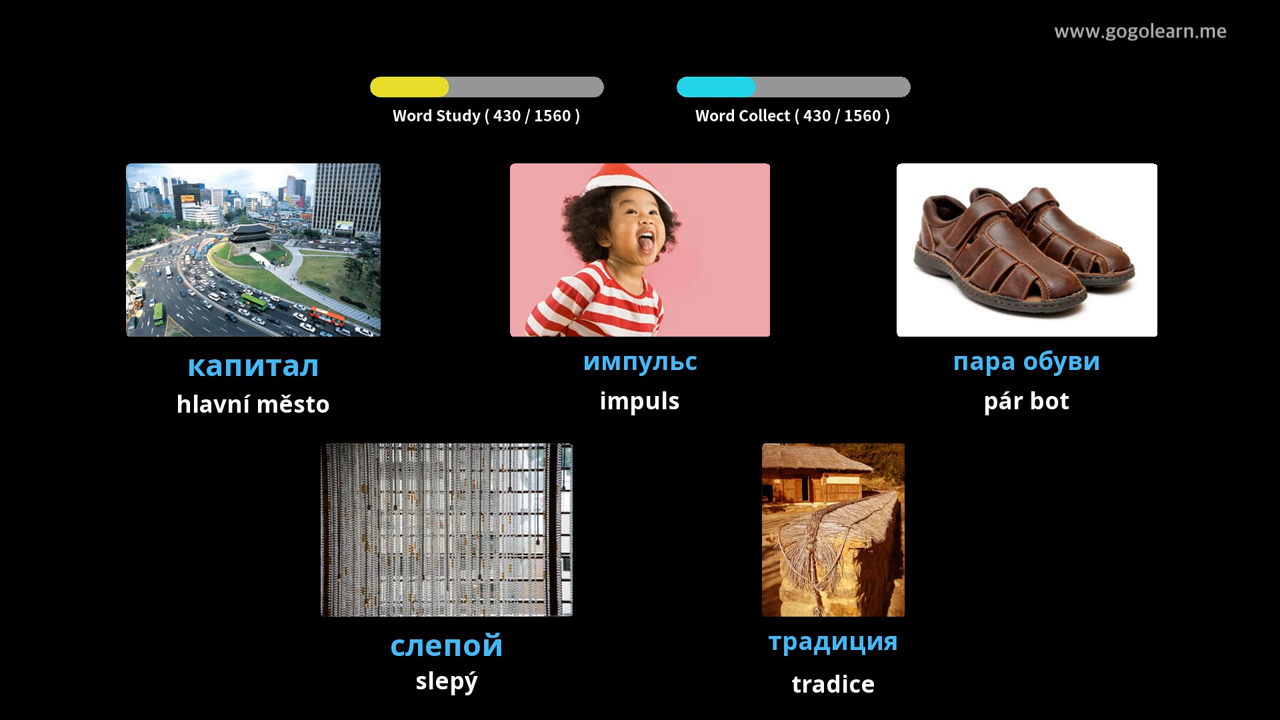 www.gogolearn.me
Word Study ( 430 / 1560 )
Word Collect ( 430 / 1560 )
капитал
hlavní město
импульс
impuls
пара обуви
pár bot
слепой
slepý
традиция
tradice